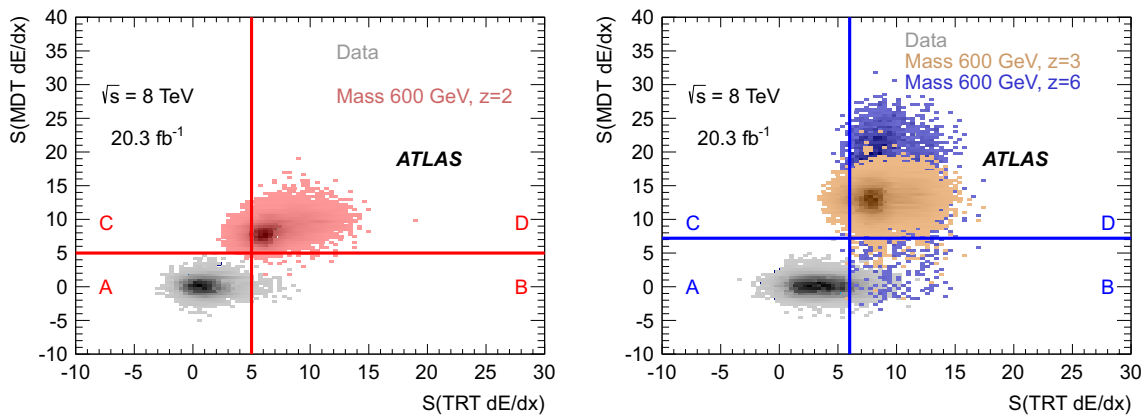 S(MDT dE/dx)
40
35
30
25
20
15
10
5
0
-5
-10
Data
Mass 600 GeV, z=2
√s = 8 TeV
20.3 fb⁻¹
ATLAS
C D
A B
-10 -5 0 5 10 15 20 25 30
S(TRT dE/dx)
S(MDT dE/dx)
40
35
30
25
20
15
10
5
0
-5
-10
Data
Mass 600 GeV, z=3
Mass 600 GeV, z=6
√s = 8 TeV
20.3 fb⁻¹
ATLAS
C D
A B
-10 -5 0 5 10 15 20 25 30
S(TRT dE/dx)